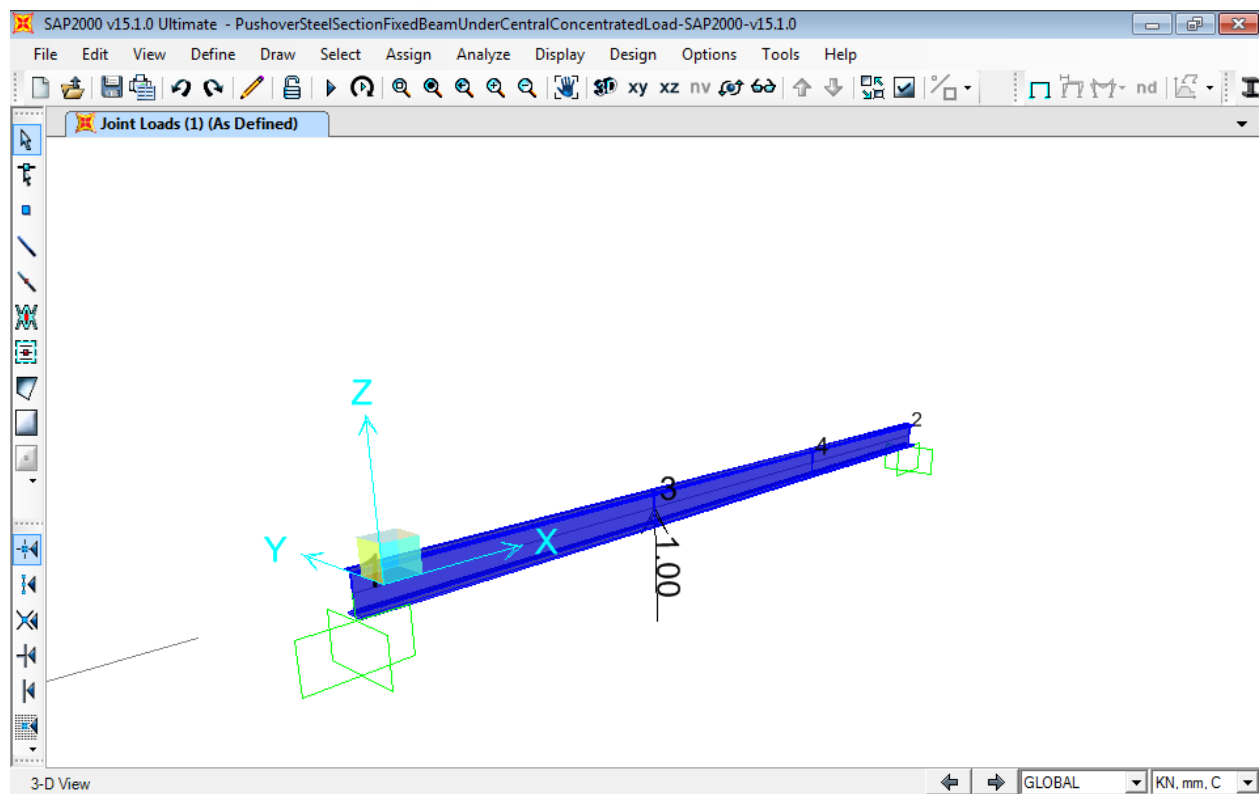 SAP2000 v15.1.0 Ultimate - PushoverSteelSectionFixedBeamUnderCentralConcentratedLoad-SAP2000-v15.1.0
File Edit View Define Draw Select Assign Analyze Display Design Options Tools Help
3D xy xz nv nd
Joint Loads (1) (As Defined)
Z
2
4
3
Y
X
1
1.00
3-D View
GLOBAL
KN, mm, C